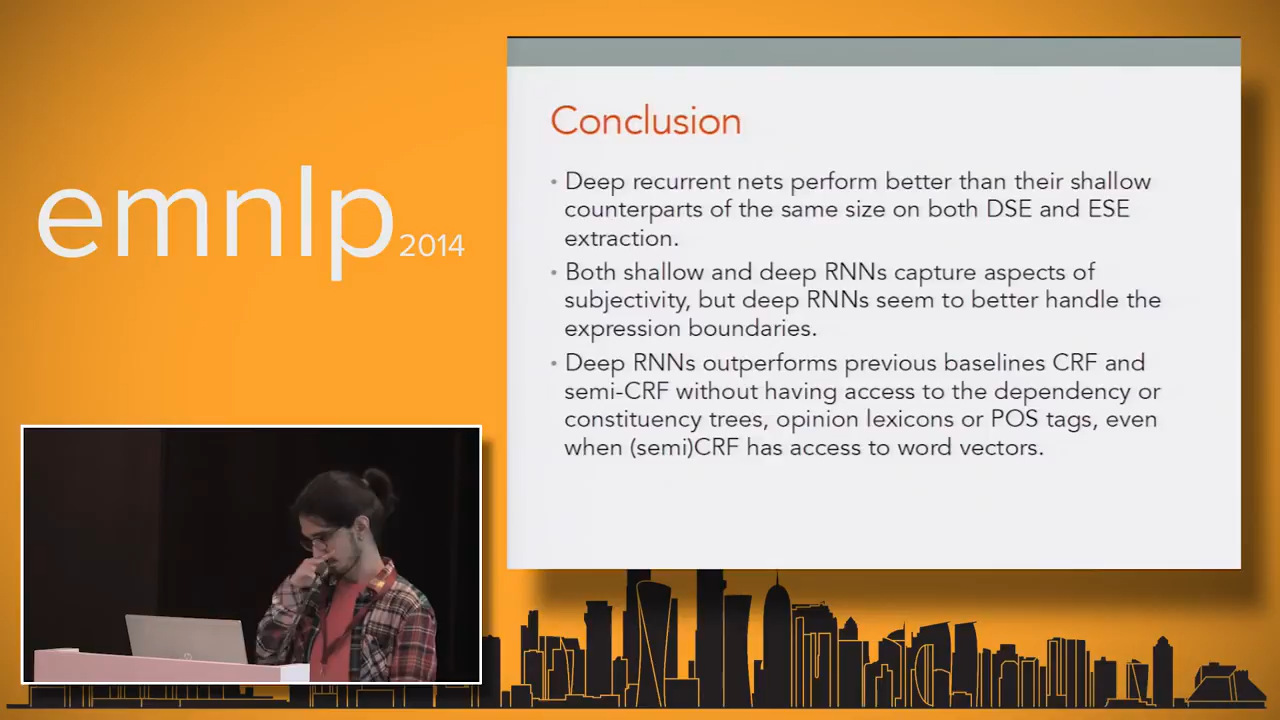 emnlp 2014
Conclusion
• Deep recurrent nets perform better than their shallow
counterparts of the same size on both DSE and ESE
extraction.
• Both shallow and deep RNNs capture aspects of
subjectivity, but deep RNNs seem to better handle the
expression boundaries.
• Deep RNNs outperforms previous baselines CRF and
semi-CRF without having access to the dependency or
constituency trees, opinion lexicons or POS tags, even
when (semi)CRF has access to word vectors.